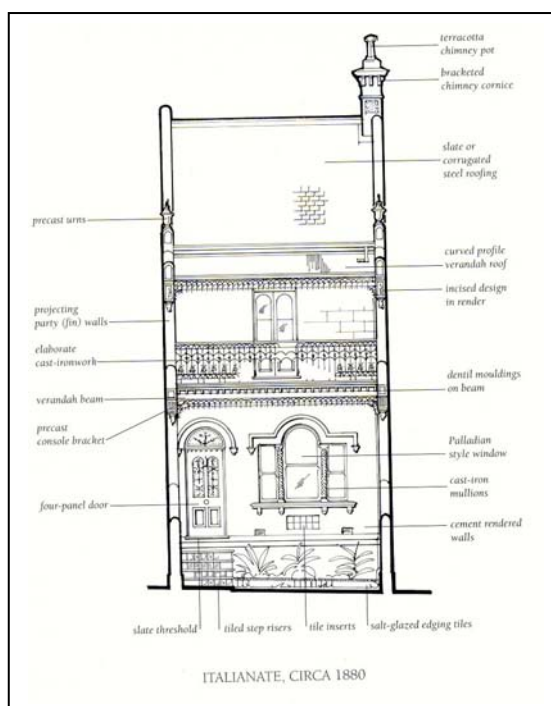 terracotta
chimney pot
bracketed
chimney cornice
slate or
corrugated
steel roofing
precast urns
curved profile
verandah roof
incised design
in render
projecting
party (fin) walls
elaborate
cast-ironwork
dentil mouldings
on beam
verandah beam
precast
console bracket
Palladian
style window
cast-iron
mullions
four-panel door
cement rendered
walls
slate threshold
tiled step risers
tile inserts
salt-glazed edging tiles
ITALIANATE, CIRCA 1880